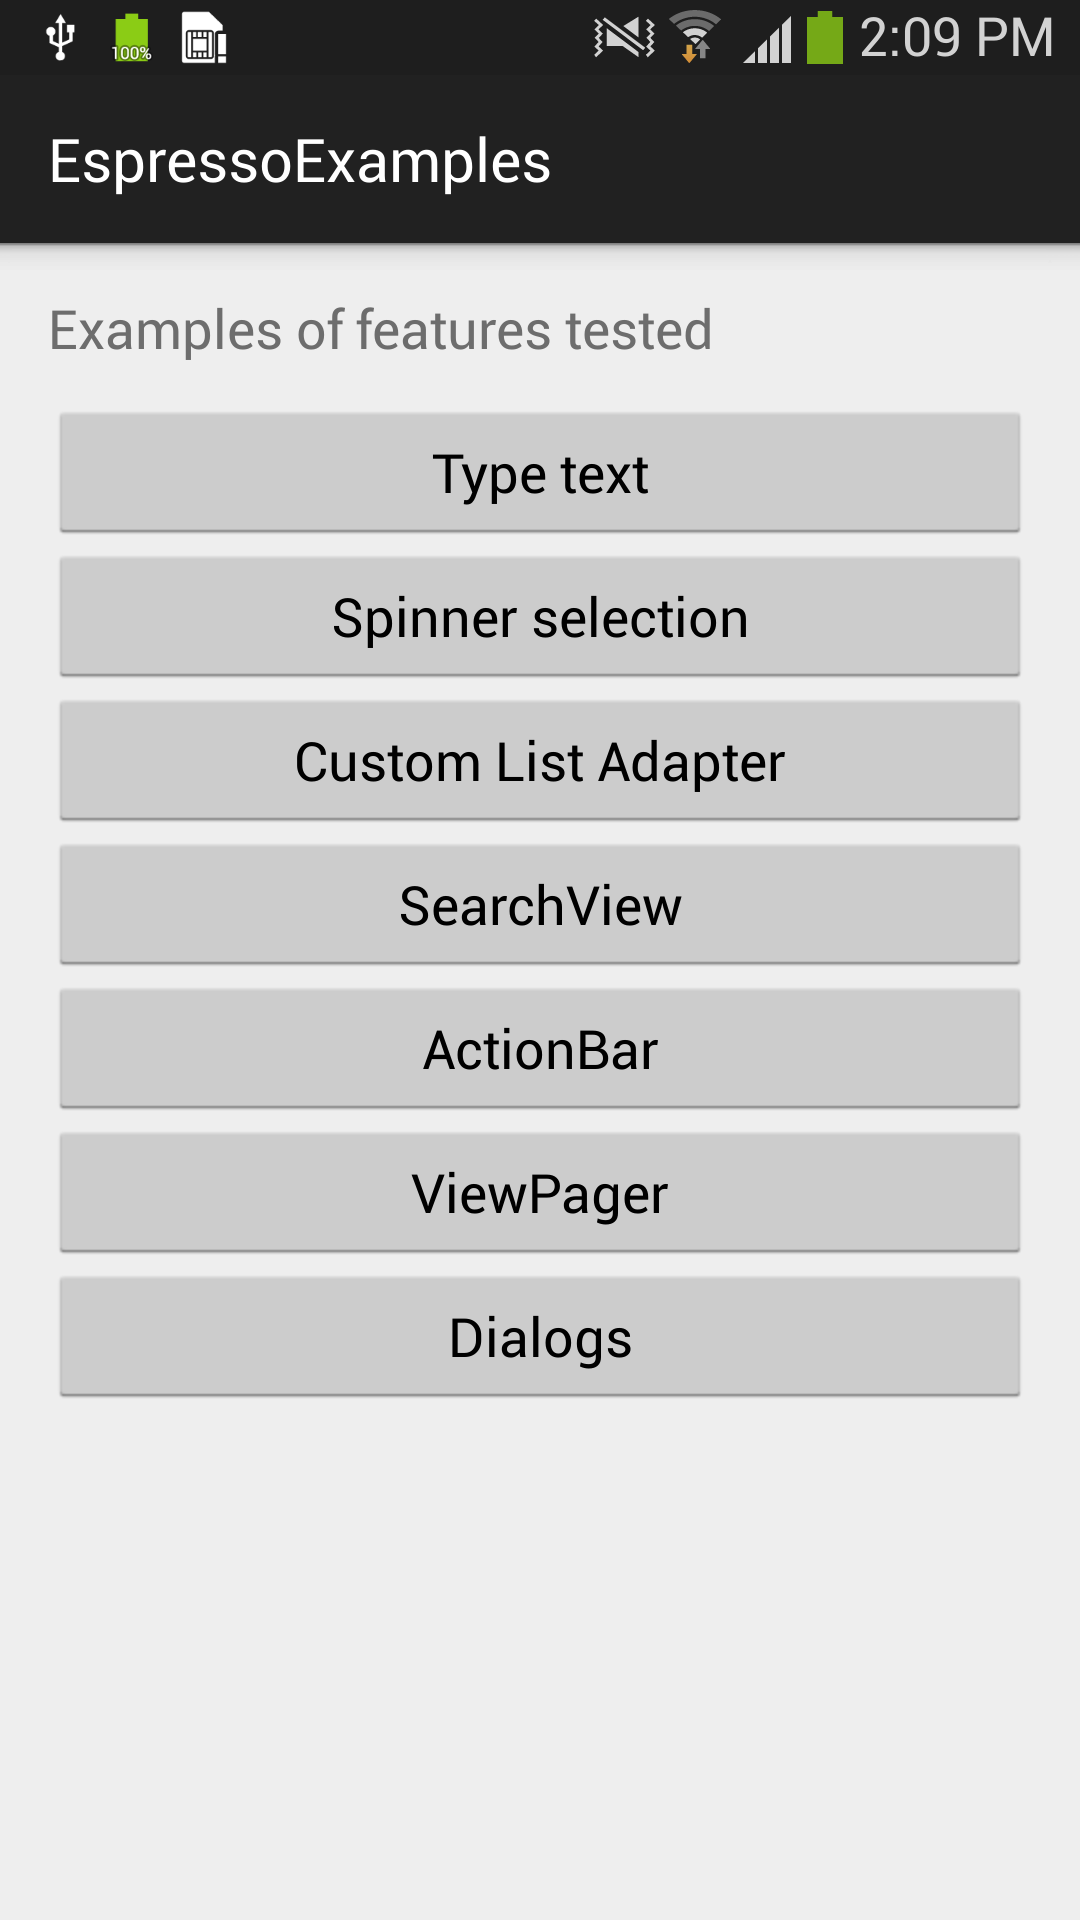 100%
2:09 PM
EspressoExamples
Examples of features tested
Type text
Spinner selection
Custom List Adapter
SearchView
ActionBar
ViewPager
Dialogs